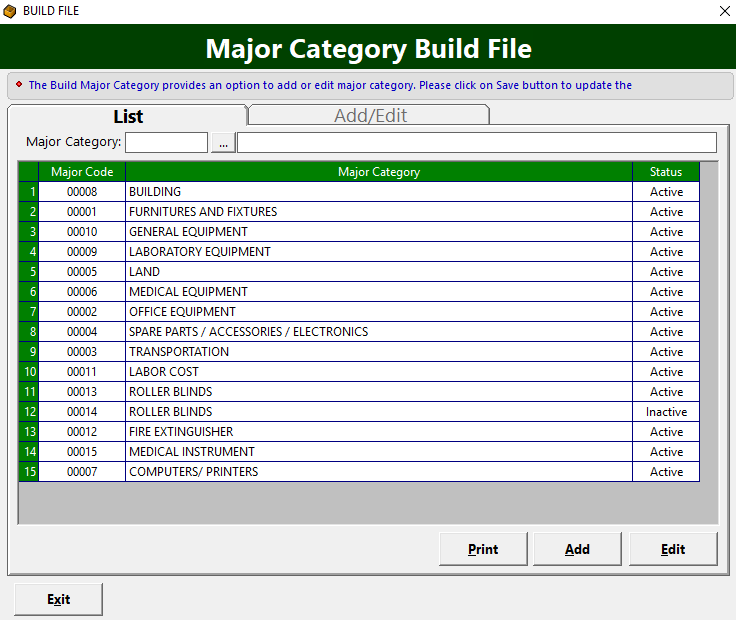 BUILD FILE
Major Category Build File
The Build Major Category provides an option to add or edit major category. Please click on Save button to update the
List Add/Edit
Major Category: ...
Major Code Major Category Status
1 00008 BUILDING Active
2 00001 FURNITURES AND FIXTURES Active
3 00010 GENERAL EQUIPMENT Active
4 00009 LABORATORY EQUIPMENT Active
5 00005 LAND Active
6 00006 MEDICAL EQUIPMENT Active
7 00002 OFFICE EQUIPMENT Active
8 00004 SPARE PARTS / ACCESSORIES / ELECTRONICS Active
9 00003 TRANSPORTATION Active
10 00011 LABOR COST Active
11 00013 ROLLER BLINDS Active
12 00014 ROLLER BLINDS Inactive
13 00012 FIRE EXTINGUISHER Active
14 00015 MEDICAL INSTRUMENT Active
15 00007 COMPUTERS/ PRINTERS Active
Print Add Edit
Exit